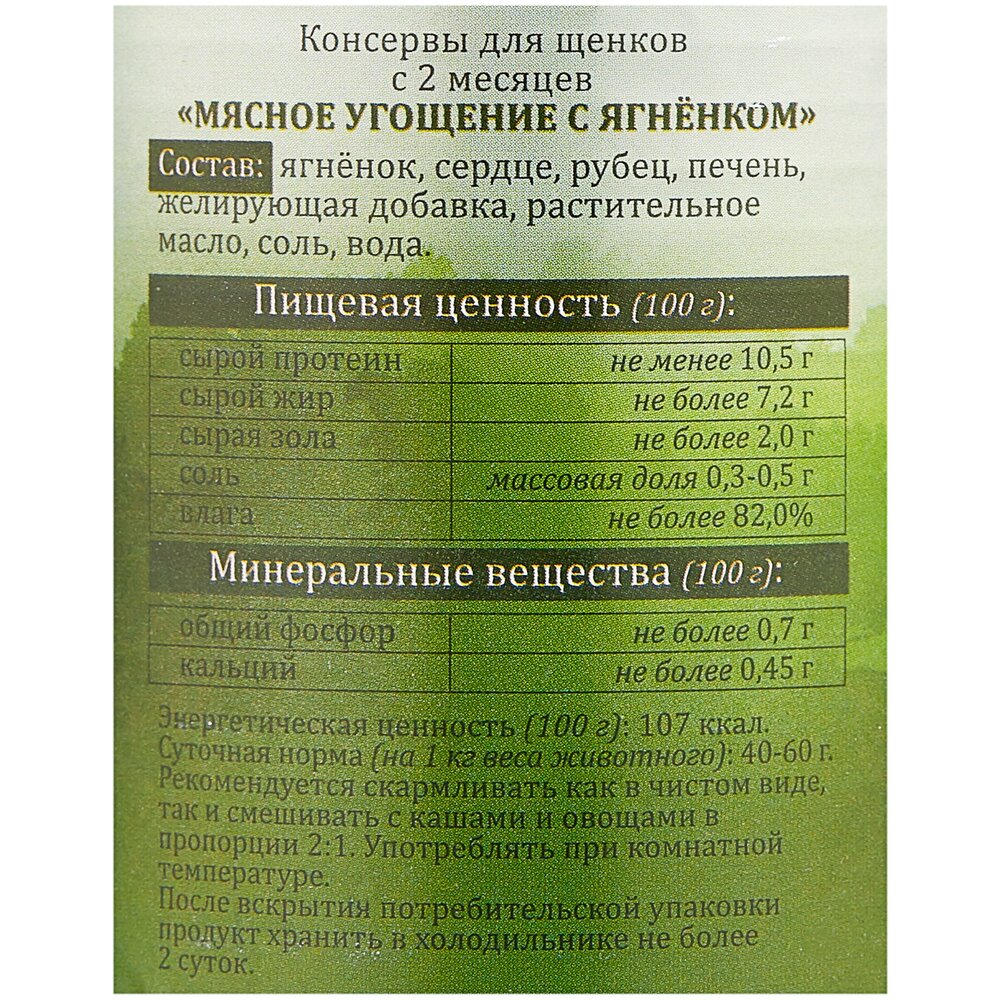 Консервы для щенков
с 2 месяцев
«МЯСНОЕ УГОЩЕНИЕ С ЯГНЁНКОМ»
Состав: ягнёнок, сердце, рубец, печень,
желирующая добавка, растительное
масло, соль, вода.
Пищевая ценность (100 г):
сырой протеин не менее 10,5 г
сырой жир не более 7,2 г
сырая зола не более 2,0 г
соль массовая доля 0,3-0,5 г
влага не более 82,0%
Минеральные вещества (100 г):
общий фосфор не более 0,7 г
кальций не более 0,45 г
Энергетическая ценность (100 г): 107 ккал.
Суточная норма (на 1 кг веса животного): 40-60 г.
Рекомендуется скармливать как в чистом виде,
так и смешивать с кашами и овощами в
пропорции 2:1. Употреблять при комнатной
температуре.
После вскрытия потребительской упаковки
продукт хранить в холодильнике не более
2 суток.